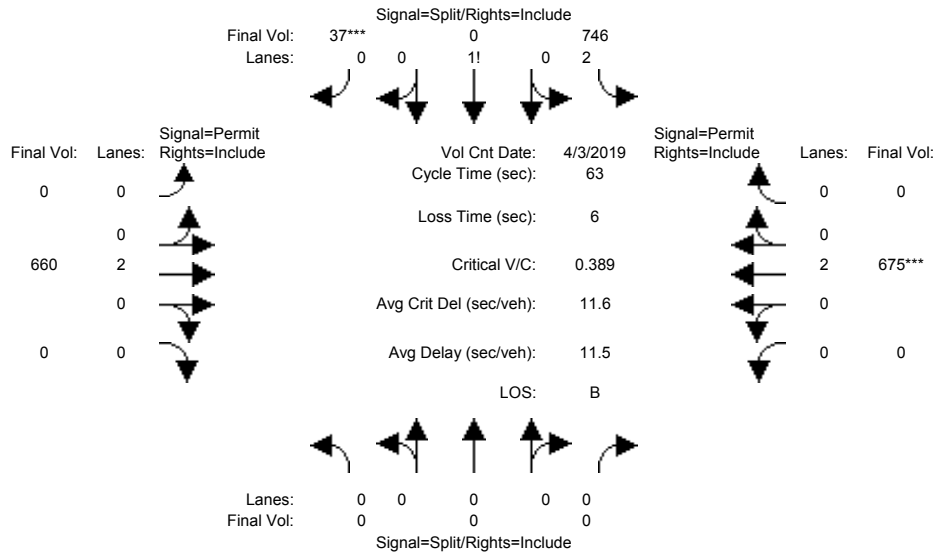 Signal=Split/Rights=Include
Final Vol: 37*** 0 746
Lanes: 0 0 1! 0 2
Signal=Permit Signal=Permit
Final Vol: Lanes: Rights=Include Vol Cnt Date: 4/3/2019 Rights=Include Lanes: Final Vol:
Cycle Time (sec): 63
0 0 0 0
Loss Time (sec): 6
0 0
660 2 Critical V/C: 0.389 2 675***
0 Avg Crit Del (sec/veh): 11.6 0
0 0 Avg Delay (sec/veh): 11.5 0 0
LOS: B
Lanes: 0 0 0 0 0
Final Vol: 0 0 0
Signal=Split/Rights=Include